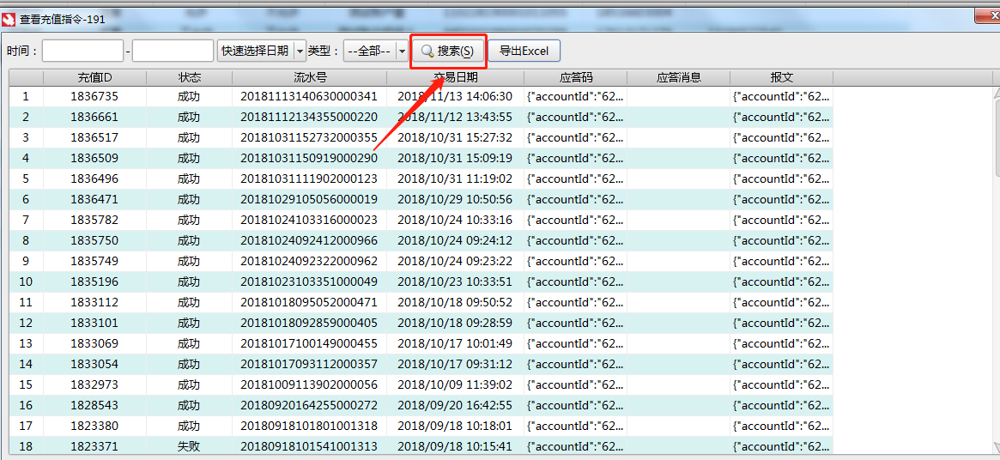 查看充值指令-191
时间： - 快速选择日期 类型： --全部-- 搜索(S) 导出Excel
充值ID 状态 流水号 交易日期 应答码 应答消息 报文
1 1836735 成功 20181113140630000341 2018/11/13 14:06:30 {"accountId":"62... {"accountId":"62...
2 1836661 成功 20181112134355000220 2018/11/12 13:43:55 {"accountId":"62... {"accountId":"62...
3 1836517 成功 20181031152732000355 2018/10/31 15:27:32 {"accountId":"62... {"accountId":"62...
4 1836509 成功 20181031150919000290 2018/10/31 15:09:19 {"accountId":"62... {"accountId":"62...
5 1836496 成功 20181031111902000123 2018/10/31 11:19:02 {"accountId":"62... {"accountId":"62...
6 1836471 成功 20181029105056000019 2018/10/29 10:50:56 {"accountId":"62... {"accountId":"62...
7 1835782 成功 20181024103316000023 2018/10/24 10:33:16 {"accountId":"62... {"accountId":"62...
8 1835750 成功 20181024092412000966 2018/10/24 09:24:12 {"accountId":"62... {"accountId":"62...
9 1835749 成功 20181024092322000962 2018/10/24 09:23:22 {"accountId":"62... {"accountId":"62...
10 1835196 成功 20181023103351000049 2018/10/23 10:33:51 {"accountId":"62... {"accountId":"62...
11 1833112 成功 20181018095052000471 2018/10/18 09:50:52 {"accountId":"62... {"accountId":"62...
12 1833101 成功 20181018092859000405 2018/10/18 09:28:59 {"accountId":"62... {"accountId":"62...
13 1833069 成功 20181017100149000455 2018/10/17 10:01:49 {"accountId":"62... {"accountId":"62...
14 1833054 成功 20181017093112000357 2018/10/17 09:31:12 {"accountId":"62... {"accountId":"62...
15 1832973 成功 20181009113902000056 2018/10/09 11:39:02 {"accountId":"62... {"accountId":"62...
16 1828543 成功 20180920164255000272 2018/09/20 16:42:55 {"accountId":"62... {"accountId":"62...
17 1823380 成功 20180918101801001318 2018/09/18 10:18:01 {"accountId":"62... {"accountId":"62...
18 1823371 失败 20180918101541001313 2018/09/18 10:15:41 {"accountId":"62... {"accountId":"62...